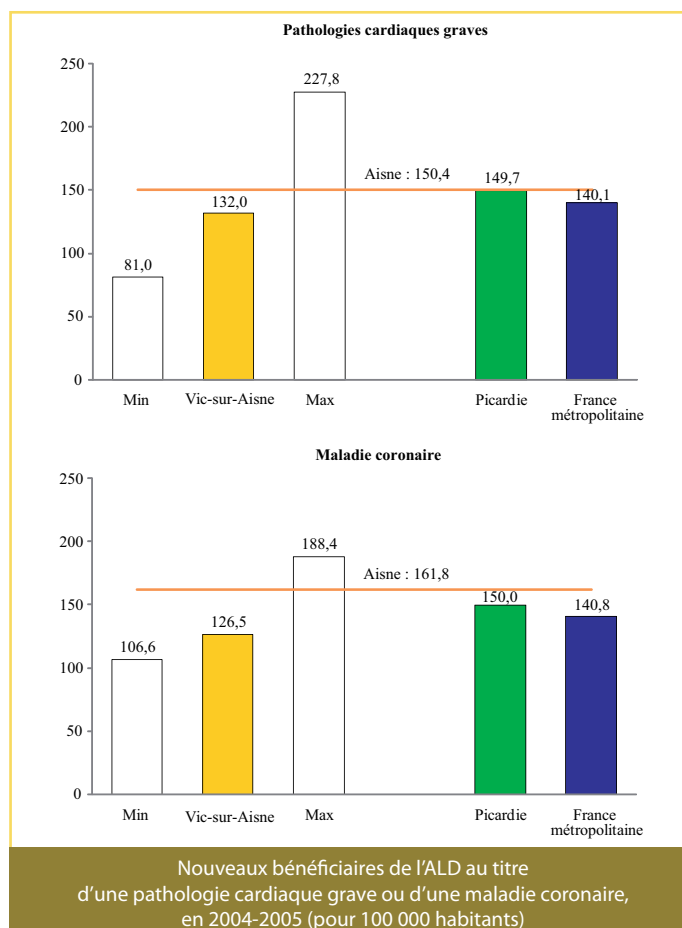 Pathologies cardiaques graves
250
227,8
200
Aisne : 150,4
149,7
150
132,0
140,1
100
81,0
50
0
Min
Vic-sur-Aisne
Max
Picardie
France
métropolitaine
Maladie coronaire
250
200
188,4
Aisne : 161,8
150
150,0
140,8
126,5
106,6
100
50
0
Min
Vic-sur-Aisne
Max
Picardie
France
métropolitaine
Nouveaux bénéficiaires de l'ALD au titre
d'une pathologie cardiaque grave ou d'une maladie coronaire,
en 2004-2005 (pour 100 000 habitants)